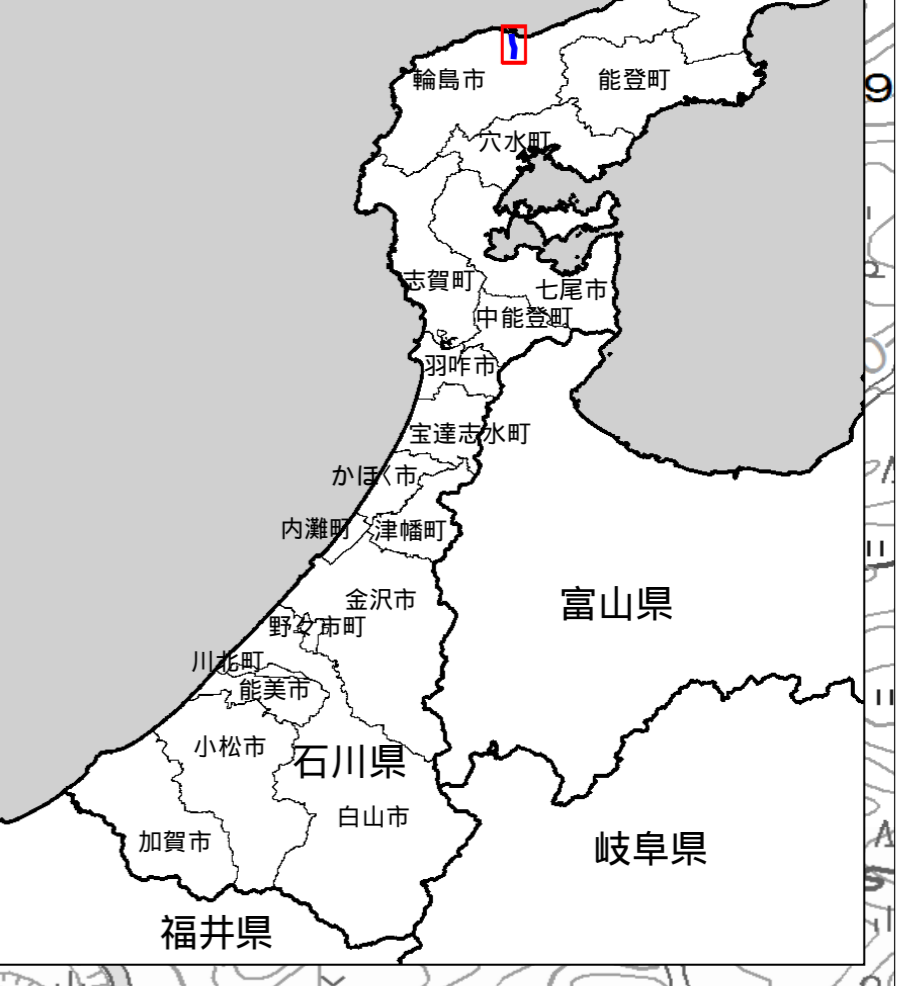 輪島市
能登町
9
穴水町
志賀町
七尾市
中能登町
羽咋市
宝達志水町
かほく市
内灘町
津幡町
金沢市
富山県
野々市町
川北町
能美市
小松市
石川県
白山市
加賀市
岐阜県
福井県